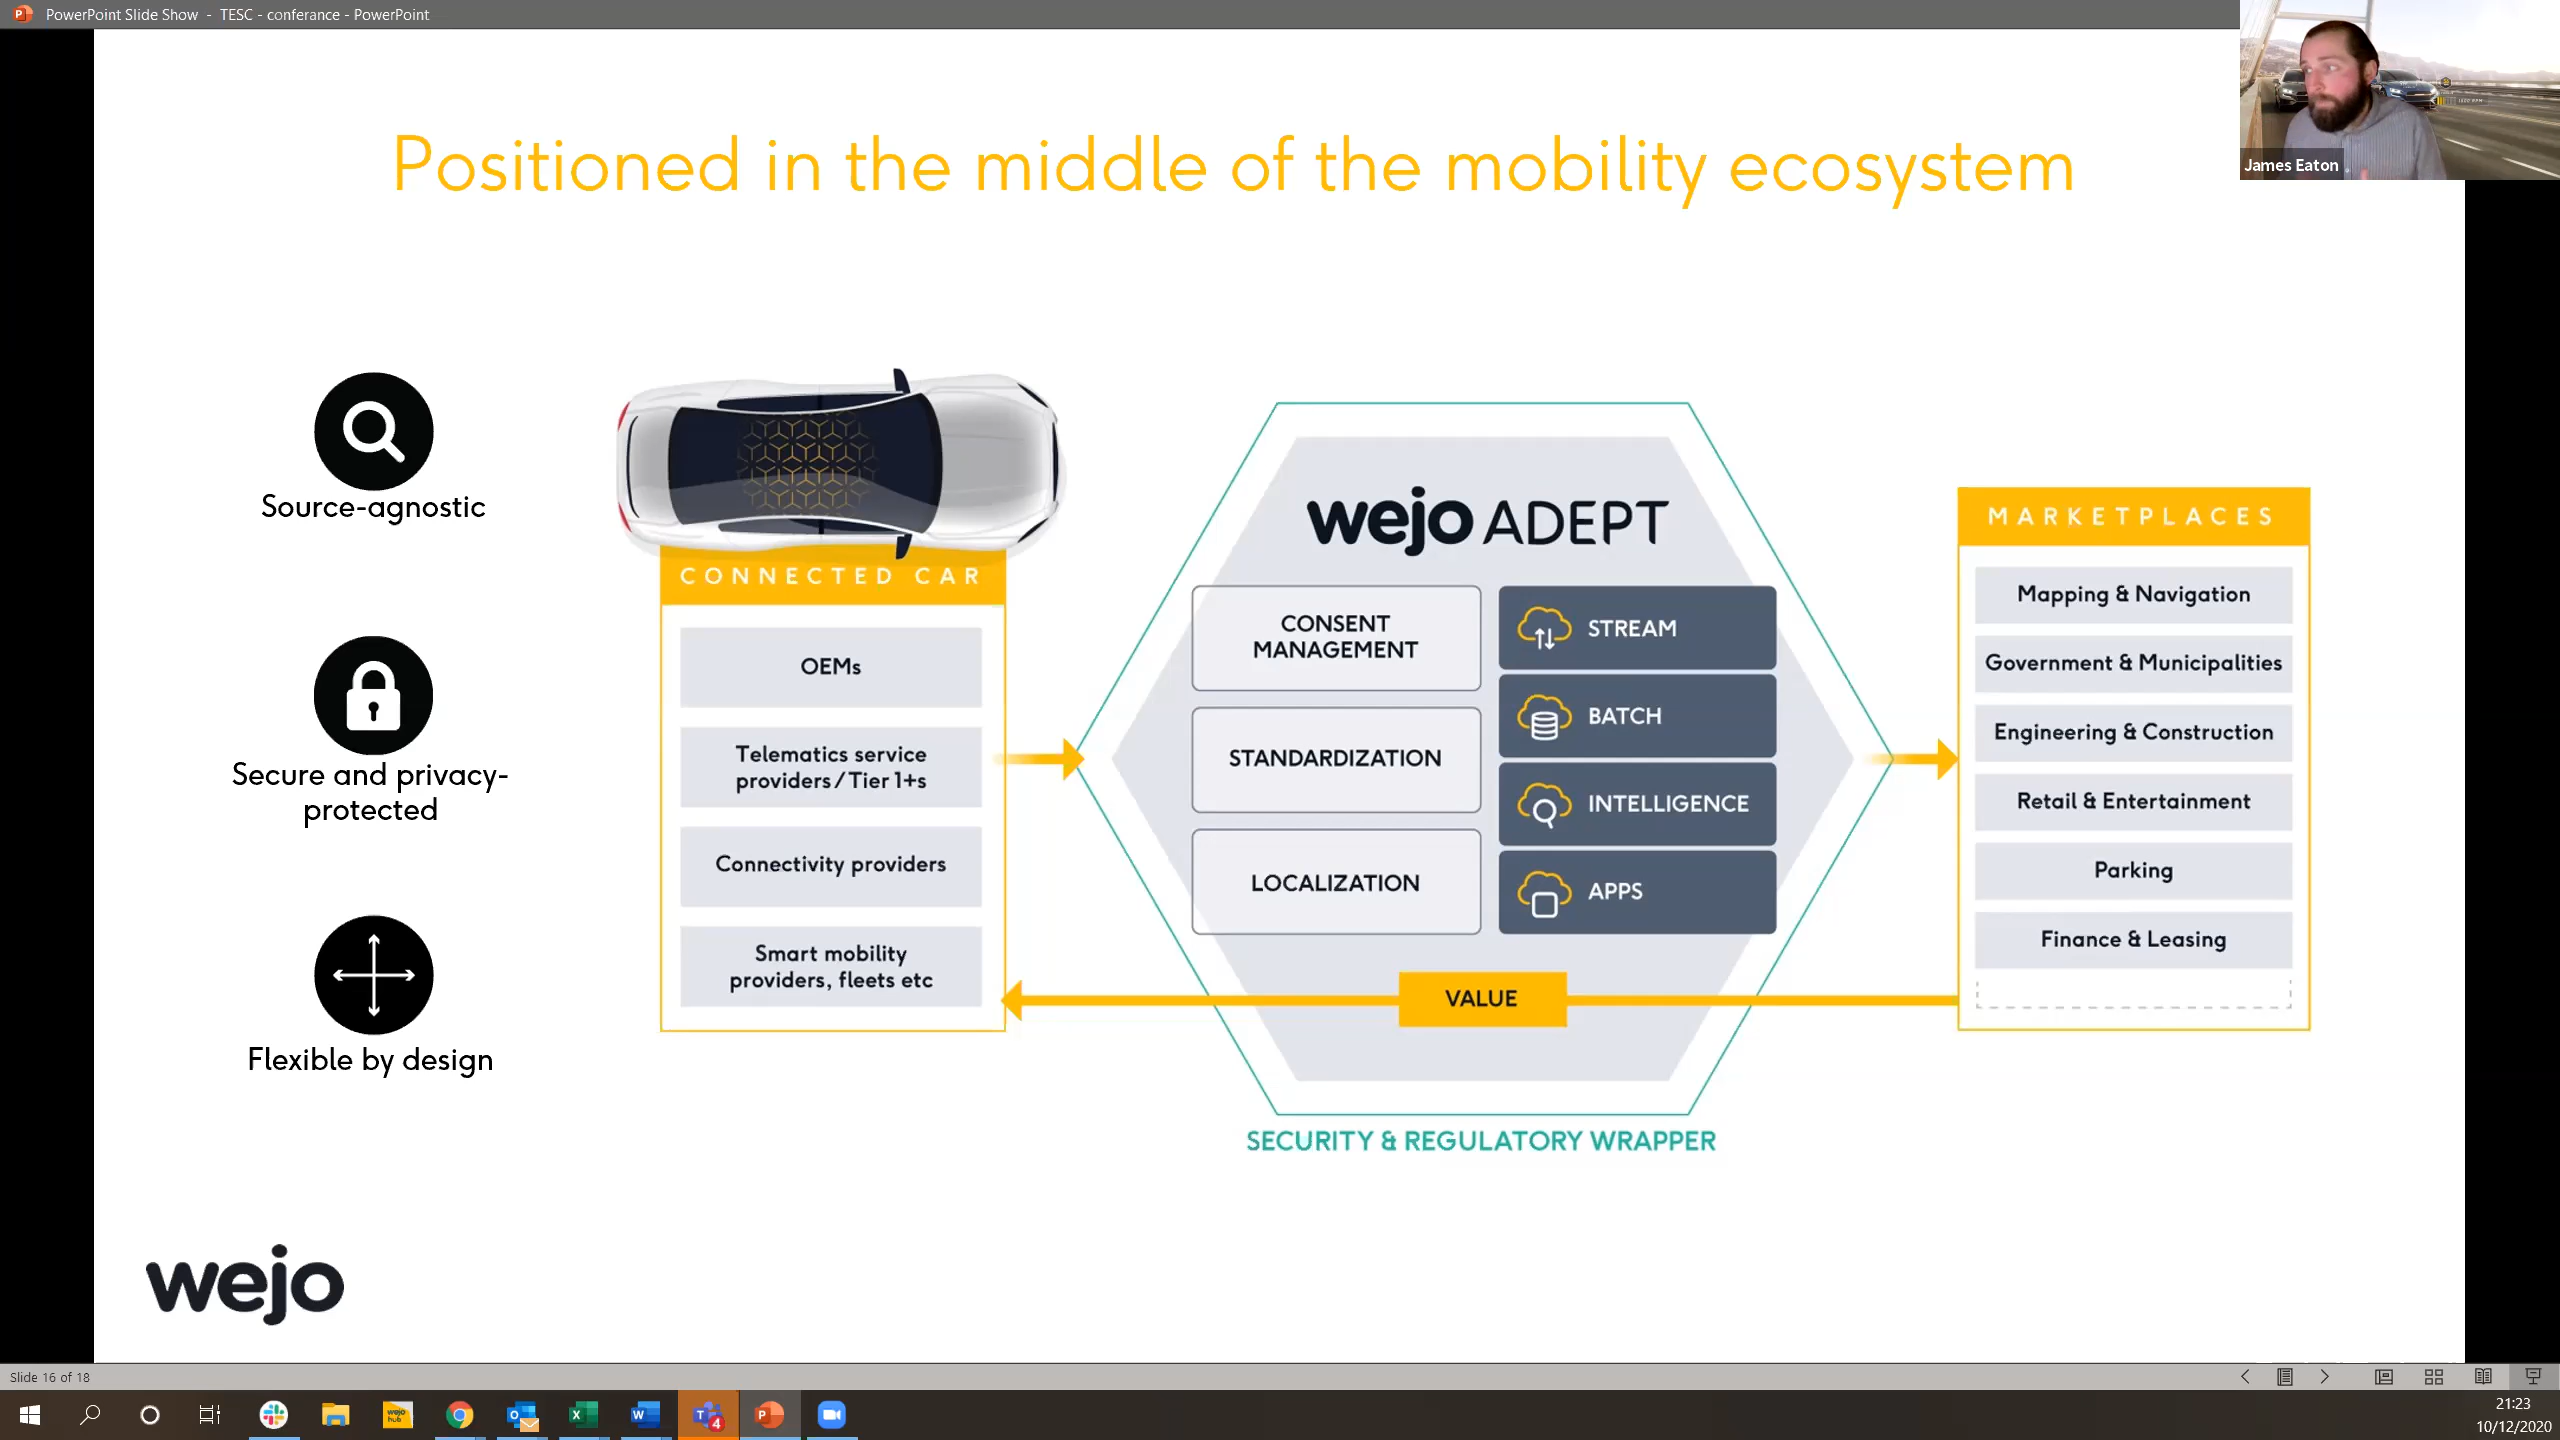 PowerPoint Slide Show - TESC - conferance - PowerPoint
James Eaton
Positioned in the middle of the mobility ecosystem
Source-agnostic
Secure and privacy-
protected
Flexible by design
CONNECTED CAR
OEMs
Telematics service
providers / Tier 1+s
Connectivity providers
Smart mobility
providers, fleets etc
wejo ADEPT
CONSENT
MANAGEMENT
STANDARDIZATION
LOCALIZATION
STREAM
BATCH
INTELLIGENCE
APPS
VALUE
SECURITY & REGULATORY WRAPPER
MARKETPLACES
Mapping & Navigation
Government & Municipalities
Engineering & Construction
Retail & Entertainment
Parking
Finance & Leasing
wejo
Slide 16 of 18
wejo
hub
4
21:23
10/12/2020